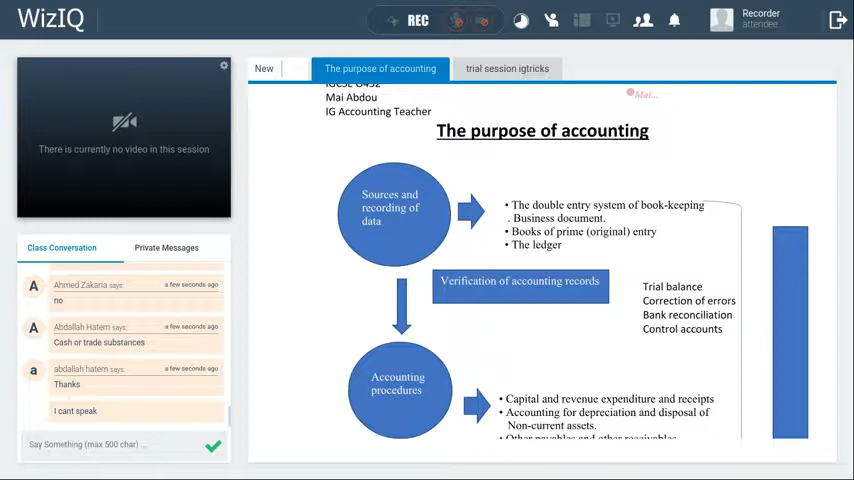 WizIQ
REC
Recorder
attendee
There is currently no video in this session
Class Conversation
Private Messages
A
Ahmed Zakaria says:
a few seconds ago
no
A
Abdallah Hatem says:
a few seconds ago
Cash or trade substances
a
abdallah hatem says:
a few seconds ago
Thanks
I cant speak
Say Something (max 500 char) ...
New
The purpose of accounting
trial session igtricks
Mai Abdou
IG Accounting Teacher
Mai...
The purpose of accounting
Sources and
recording of
data
• The double entry system of book-keeping
. Business document.
• Books of prime (original) entry
• The ledger
Verification of accounting records
Trial balance
Correction of errors
Bank reconciliation
Control accounts
Accounting
procedures
• Capital and revenue expenditure and receipts
• Accounting for depreciation and disposal of
Non-current assets.
• Other payables and other receivables